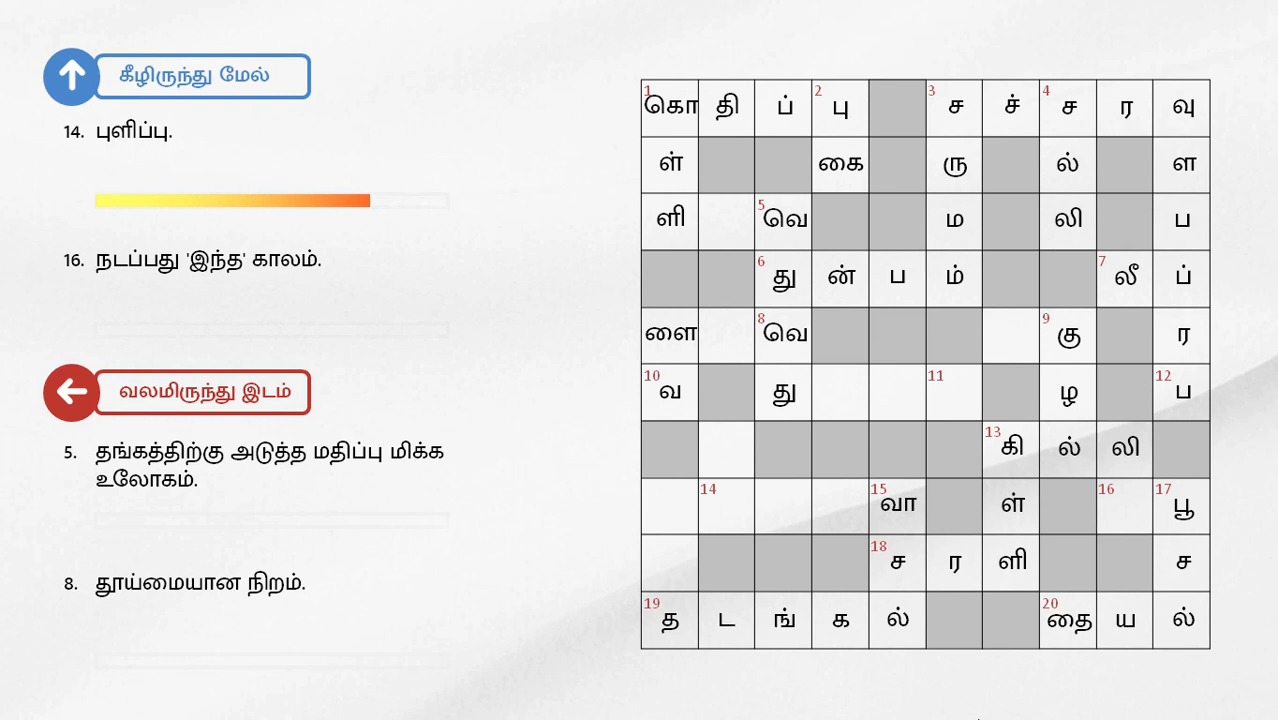 கீழிருந்து மேல்
14. புளிப்பு.
16. நடப்பது 'இந்த' காலம்.
வலமிருந்து இடம்
5. தங்கத்திற்கு அடுத்த மதிப்பு மிக்க
உலோகம்.
8. தூய்மையான நிறம்.
1 கொ தி ப் 2 பு 3 ச ச் 4 ச ர வு
ள் கை ரு ல் ள
ளி 5 வெ ம லி ப
6 து ன் ப ம் 7 லீ ப்
ளை 8 வெ 9 கு ர
10 வ து 11 ழ 12 ப
13 கி ல் லி
14 15 வா ள் 16 17 பூ
18 ச ர ளி ச
19 த ட ங் க ல் 20 தை ய ல்